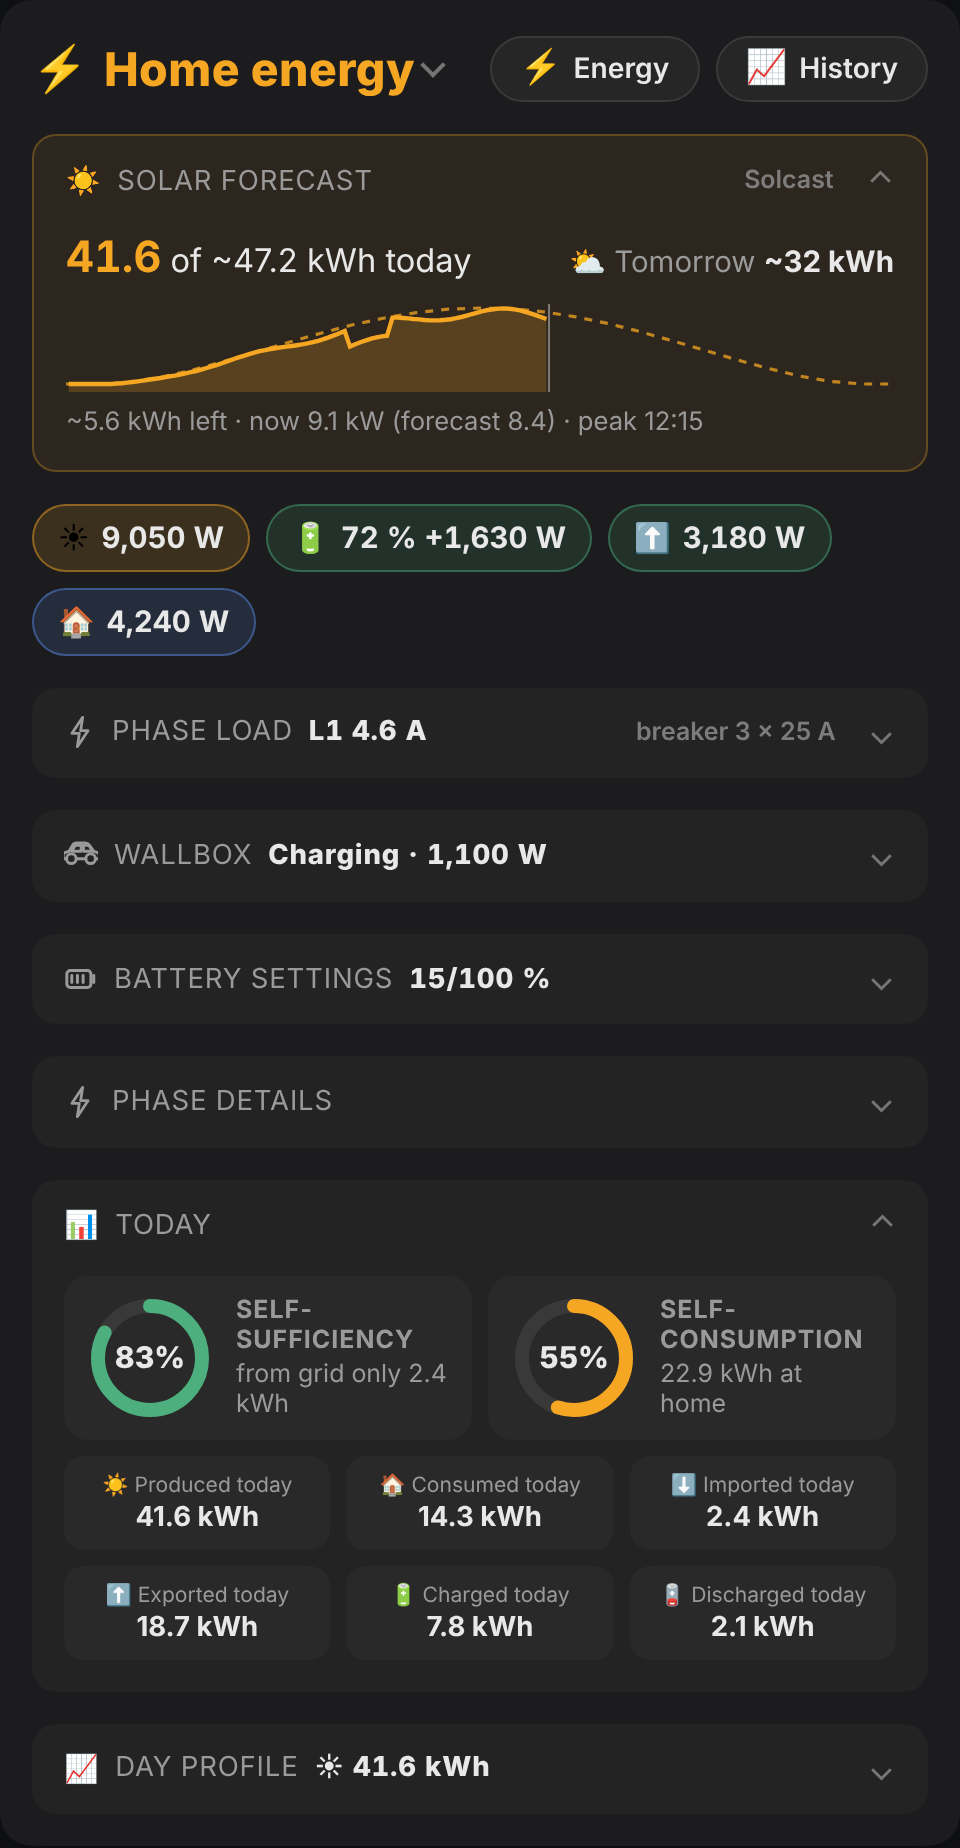 ⚡ Home energy
⚡ Energy
📈 History
☀️ SOLAR FORECAST
Solcast
41.6 of ~47.2 kWh today
⛅ Tomorrow ~32 kWh
~5.6 kWh left · now 9.1 kW (forecast 8.4) · peak 12:15
☀ 9,050 W
🔋 72 % +1,630 W
⬆️ 3,180 W
🏠 4,240 W
PHASE LOAD L1 4.6 A
breaker 3 × 25 A
WALLBOX Charging · 1,100 W
BATTERY SETTINGS 15/100 %
PHASE DETAILS
📊 TODAY
83%
SELF-
SUFFICIENCY
from grid only 2.4
kWh
55%
SELF-
CONSUMPTION
22.9 kWh at
home
☀️ Produced today
41.6 kWh
🏠 Consumed today
14.3 kWh
⬇️ Imported today
2.4 kWh
⬆️ Exported today
18.7 kWh
🔋 Charged today
7.8 kWh
🪫 Discharged today
2.1 kWh
📈 DAY PROFILE ☀ 41.6 kWh